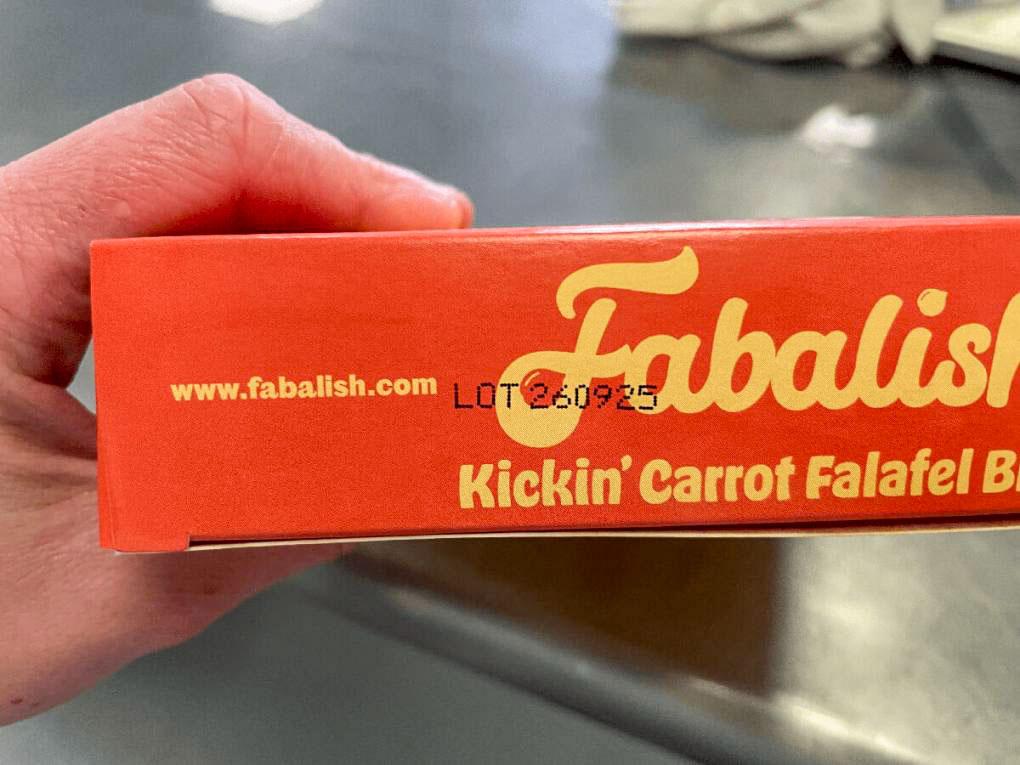 Fabalish
www.fabalish.com
LOT 260925
Kickin' Carrot Falafel